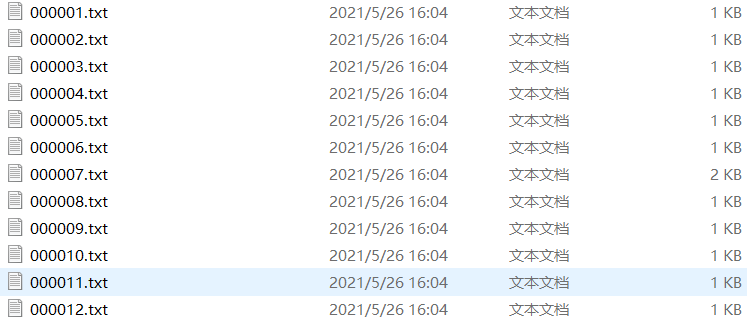 000001.txt 2021/5/26 16:04 文本文档 1 KB
000002.txt 2021/5/26 16:04 文本文档 1 KB
000003.txt 2021/5/26 16:04 文本文档 1 KB
000004.txt 2021/5/26 16:04 文本文档 1 KB
000005.txt 2021/5/26 16:04 文本文档 1 KB
000006.txt 2021/5/26 16:04 文本文档 1 KB
000007.txt 2021/5/26 16:04 文本文档 2 KB
000008.txt 2021/5/26 16:04 文本文档 1 KB
000009.txt 2021/5/26 16:04 文本文档 1 KB
000010.txt 2021/5/26 16:04 文本文档 1 KB
000011.txt 2021/5/26 16:04 文本文档 1 KB
000012.txt 2021/5/26 16:04 文本文档 1 KB